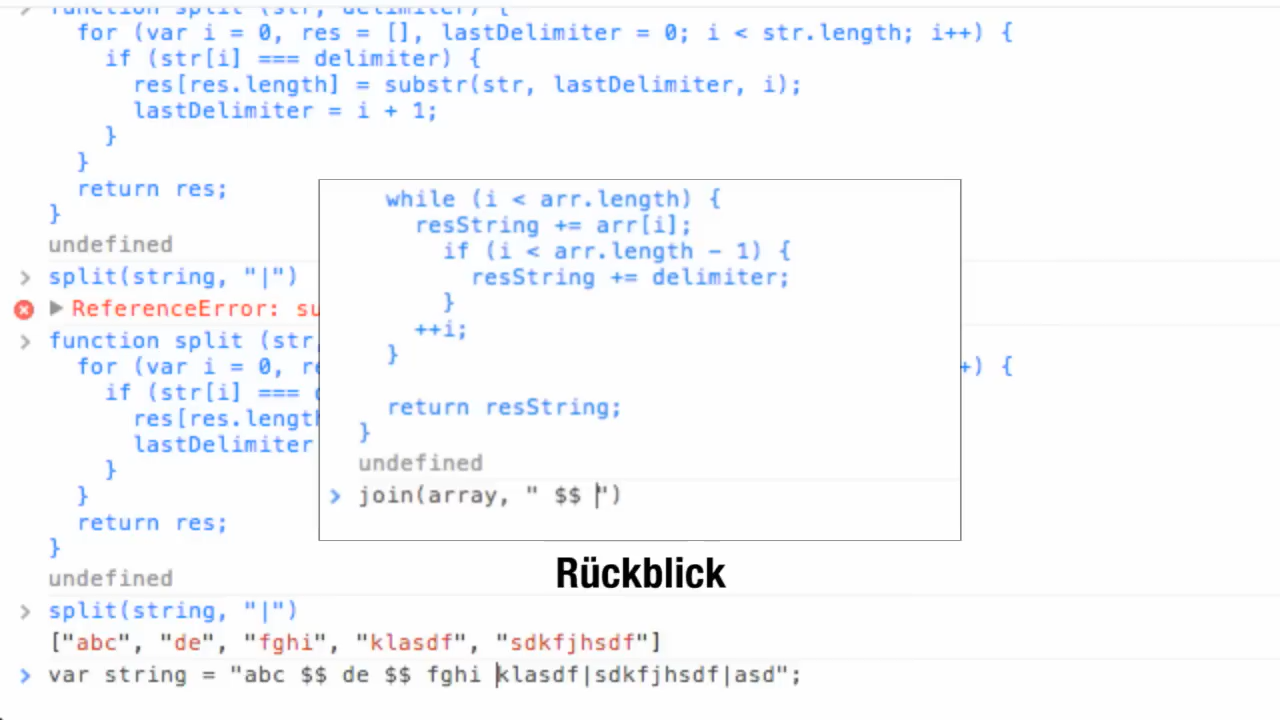 function split (str, delimiter) {
for (var i = 0, res = [], lastDelimiter = 0; i < str.length; i++) {
if (str[i] === delimiter) {
res[res.length] = substr(str, lastDelimiter, i);
lastDelimiter = i + 1;
}
}
return res;
}
undefined
> split(string, "|")
ReferenceError: su
> function split (str,
for (var i = 0, re
+) {
if (str[i] ===
res[res.length
lastDelimiter
}
}
return res;
}
undefined
> split(string, "|")
["abc", "de", "fghi", "klasdf", "sdkfjhsdf"]
> var string = "abc $$ de $$ fghi klasdf|sdkfjhsdf|asd";
while (i < arr.length) {
resString += arr[i];
if (i < arr.length - 1) {
resString += delimiter;
}
++i;
}
return resString;
}
undefined
> join(array, " $$ ")
Rückblick